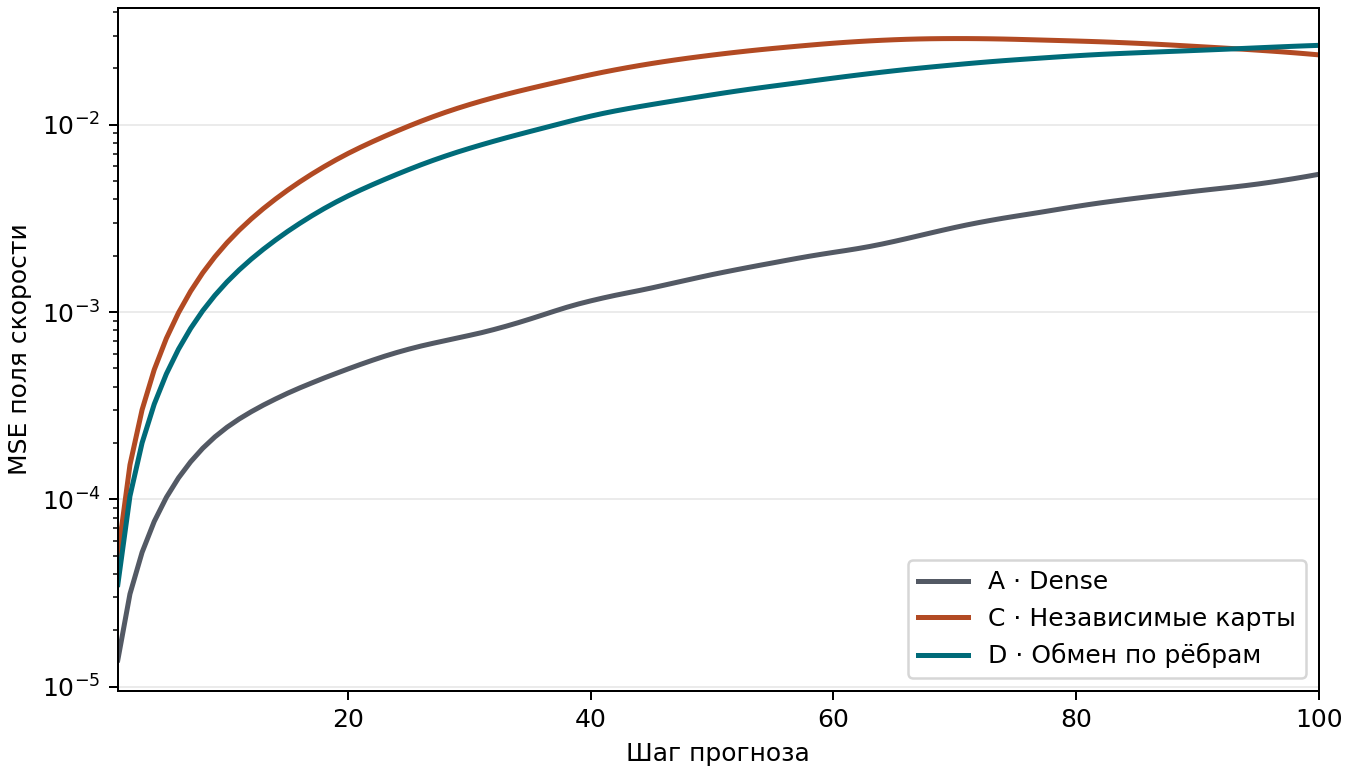 MSE поля скорости
10⁻²
10⁻³
10⁻⁴
10⁻⁵
20 40 60 80 100
Шаг прогноза
A · Dense
C · Независимые карты
D · Обмен по рёбрам